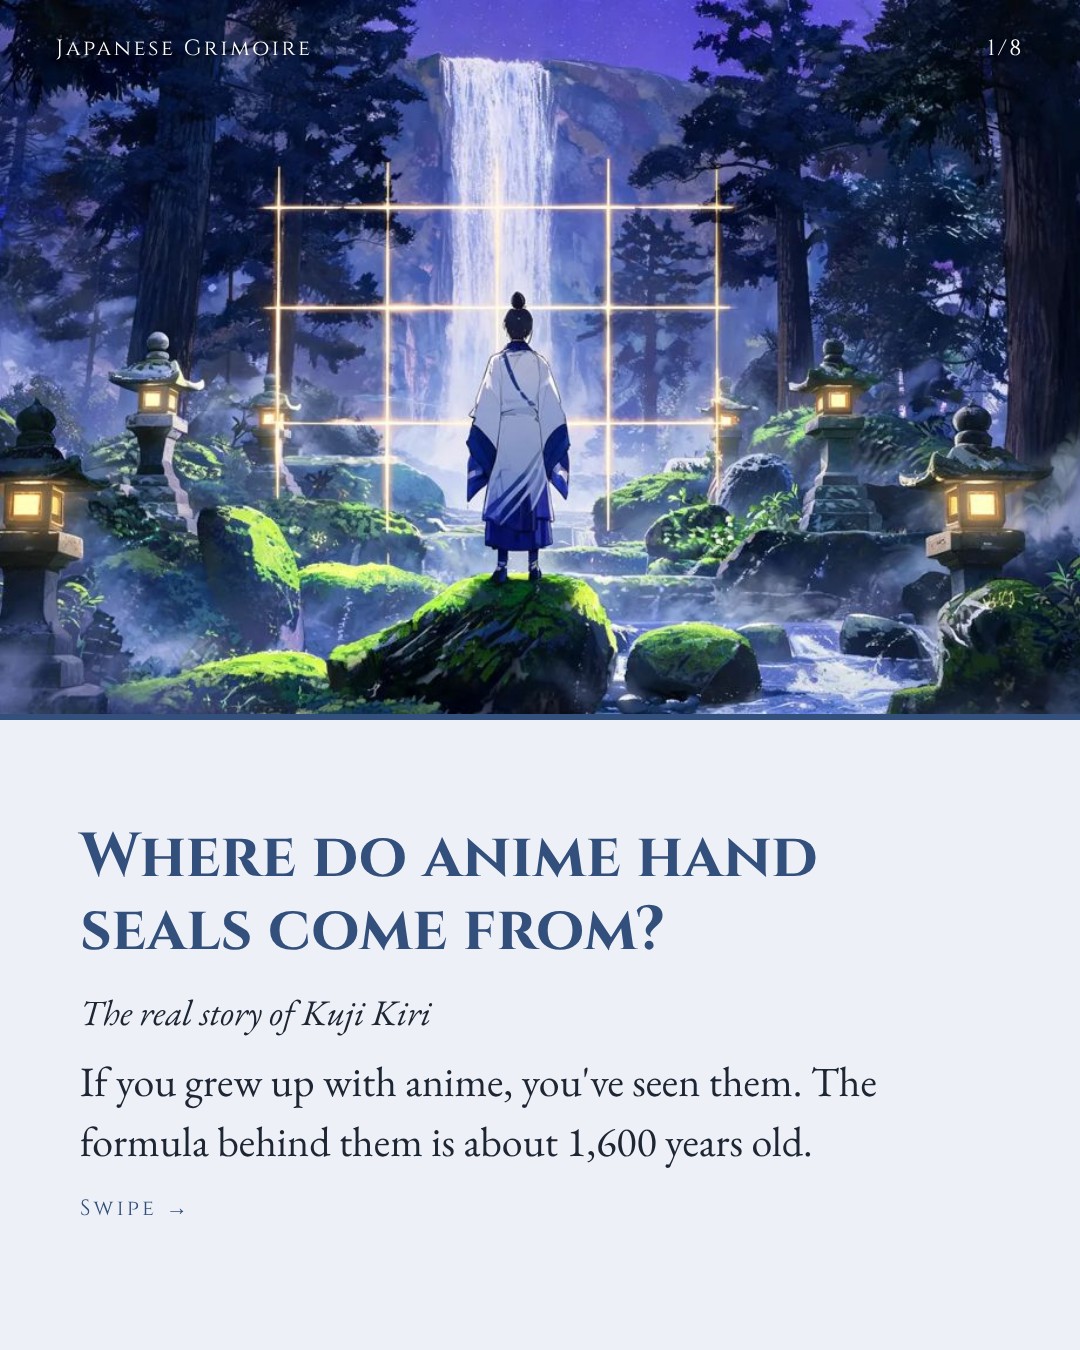 Japanese Grimoire
1/8
Where do anime hand
seals come from?
The real story of Kuji Kiri
If you grew up with anime, you've seen them. The
formula behind them is about 1,600 years old.
Swipe →